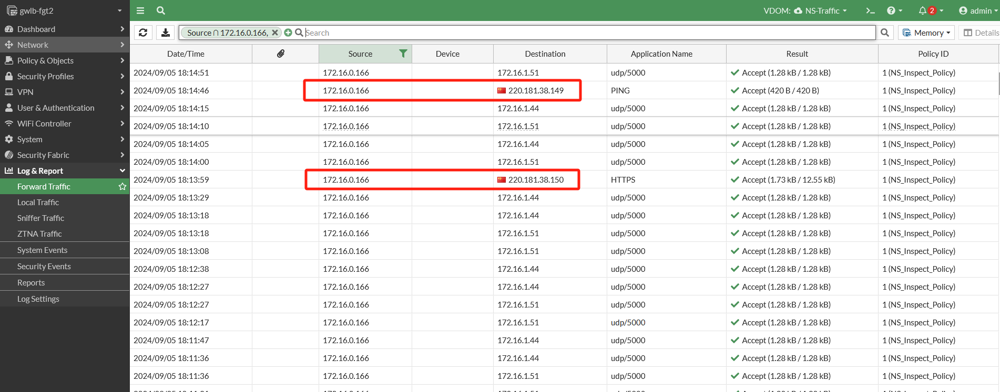 gwlb-fgt2
VDOM: NS-Traffic
2
admin
Dashboard
Network
Policy & Objects
Security Profiles
VPN
User & Authentication
WiFi Controller
System
Security Fabric
Log & Report
Forward Traffic
Local Traffic
Sniffer Traffic
ZTNA Traffic
System Events
Security Events
Reports
Log Settings
Source ∩ 172.16.0.166, Search Memory Details
Date/Time Source Device Destination Application Name Result Policy ID
2024/09/05 18:14:51 172.16.0.166 172.16.1.51 udp/5000 Accept (1.28 kB / 1.28 kB) 1 (NS_Inspect_Policy)
2024/09/05 18:14:46 172.16.0.166 220.181.38.149 PING Accept (420 B / 420 B) 1 (NS_Inspect_Policy)
2024/09/05 18:14:15 172.16.0.166 172.16.1.44 udp/5000 Accept (1.28 kB / 1.28 kB) 1 (NS_Inspect_Policy)
2024/09/05 18:14:10 172.16.0.166 172.16.1.51 udp/5000 Accept (1.28 kB / 1.28 kB) 1 (NS_Inspect_Policy)
2024/09/05 18:14:05 172.16.0.166 172.16.1.44 udp/5000 Accept (1.28 kB / 1.28 kB) 1 (NS_Inspect_Policy)
2024/09/05 18:14:00 172.16.0.166 172.16.1.51 udp/5000 Accept (1.28 kB / 1.28 kB) 1 (NS_Inspect_Policy)
2024/09/05 18:13:59 172.16.0.166 220.181.38.150 HTTPS Accept (1.73 kB / 12.55 kB) 1 (NS_Inspect_Policy)
2024/09/05 18:13:29 172.16.0.166 172.16.1.44 udp/5000 Accept (1.28 kB / 1.28 kB) 1 (NS_Inspect_Policy)
2024/09/05 18:13:18 172.16.0.166 172.16.1.44 udp/5000 Accept (1.28 kB / 1.28 kB) 1 (NS_Inspect_Policy)
2024/09/05 18:13:18 172.16.0.166 172.16.1.51 udp/5000 Accept (1.28 kB / 1.28 kB) 1 (NS_Inspect_Policy)
2024/09/05 18:13:08 172.16.0.166 172.16.1.51 udp/5000 Accept (1.28 kB / 1.28 kB) 1 (NS_Inspect_Policy)
2024/09/05 18:12:38 172.16.0.166 172.16.1.44 udp/5000 Accept (1.28 kB / 1.28 kB) 1 (NS_Inspect_Policy)
2024/09/05 18:12:27 172.16.0.166 172.16.1.44 udp/5000 Accept (1.28 kB / 1.28 kB) 1 (NS_Inspect_Policy)
2024/09/05 18:12:27 172.16.0.166 172.16.1.51 udp/5000 Accept (1.28 kB / 1.28 kB) 1 (NS_Inspect_Policy)
2024/09/05 18:12:17 172.16.0.166 172.16.1.51 udp/5000 Accept (1.28 kB / 1.28 kB) 1 (NS_Inspect_Policy)
2024/09/05 18:11:47 172.16.0.166 172.16.1.44 udp/5000 Accept (1.28 kB / 1.28 kB) 1 (NS_Inspect_Policy)
2024/09/05 18:11:36 172.16.0.166 172.16.1.44 udp/5000 Accept (1.28 kB / 1.28 kB) 1 (NS_Inspect_Policy)
2024/09/05 18:11:36 172.16.0.166 172.16.1.51 udp/5000 Accept (1.28 kB / 1.28 kB) 1 (NS_Inspect_Policy)